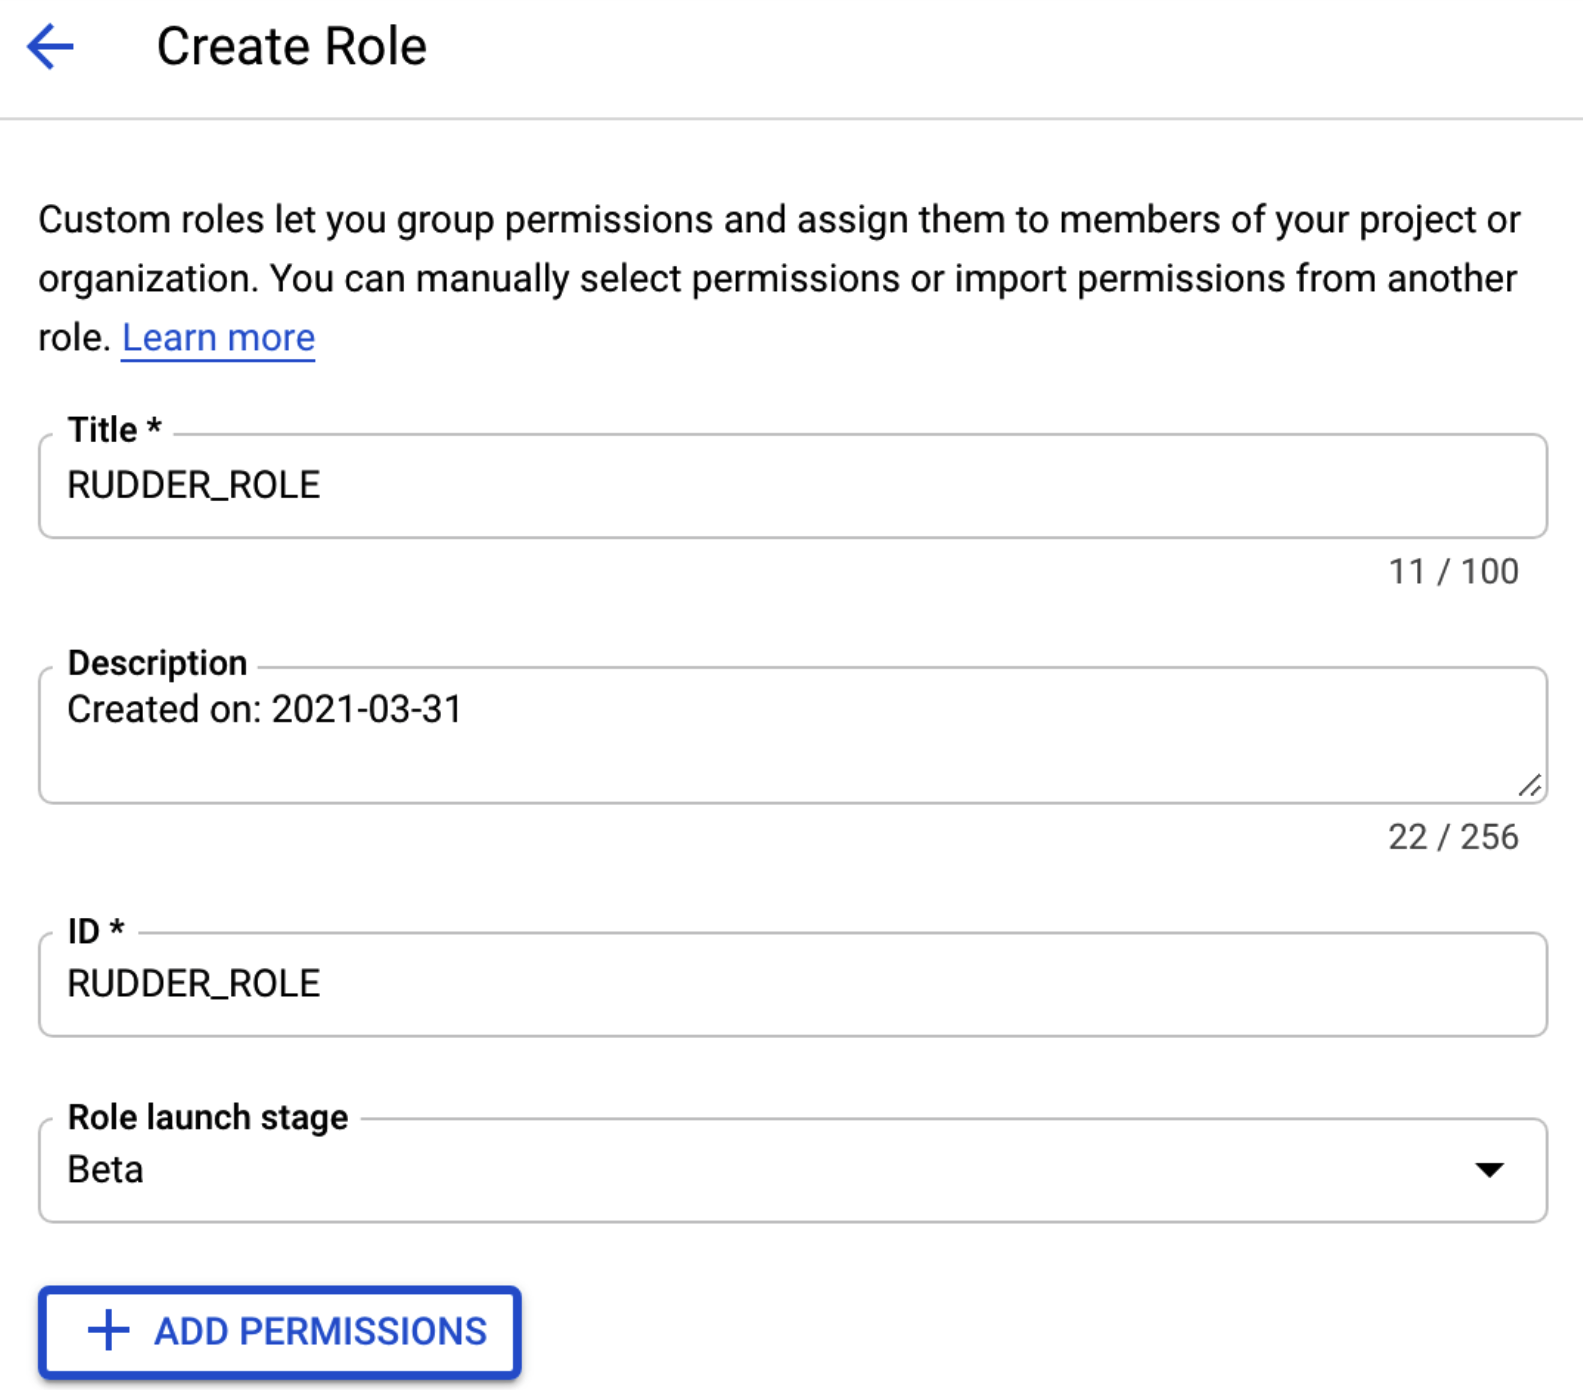 Create Role
Custom roles let you group permissions and assign them to members of your project or
organization. You can manually select permissions or import permissions from another
role. Learn more
Title *
RUDDER_ROLE
11 / 100
Description
Created on: 2021-03-31
22 / 256
ID *
RUDDER_ROLE
Role launch stage
Beta
ADD PERMISSIONS